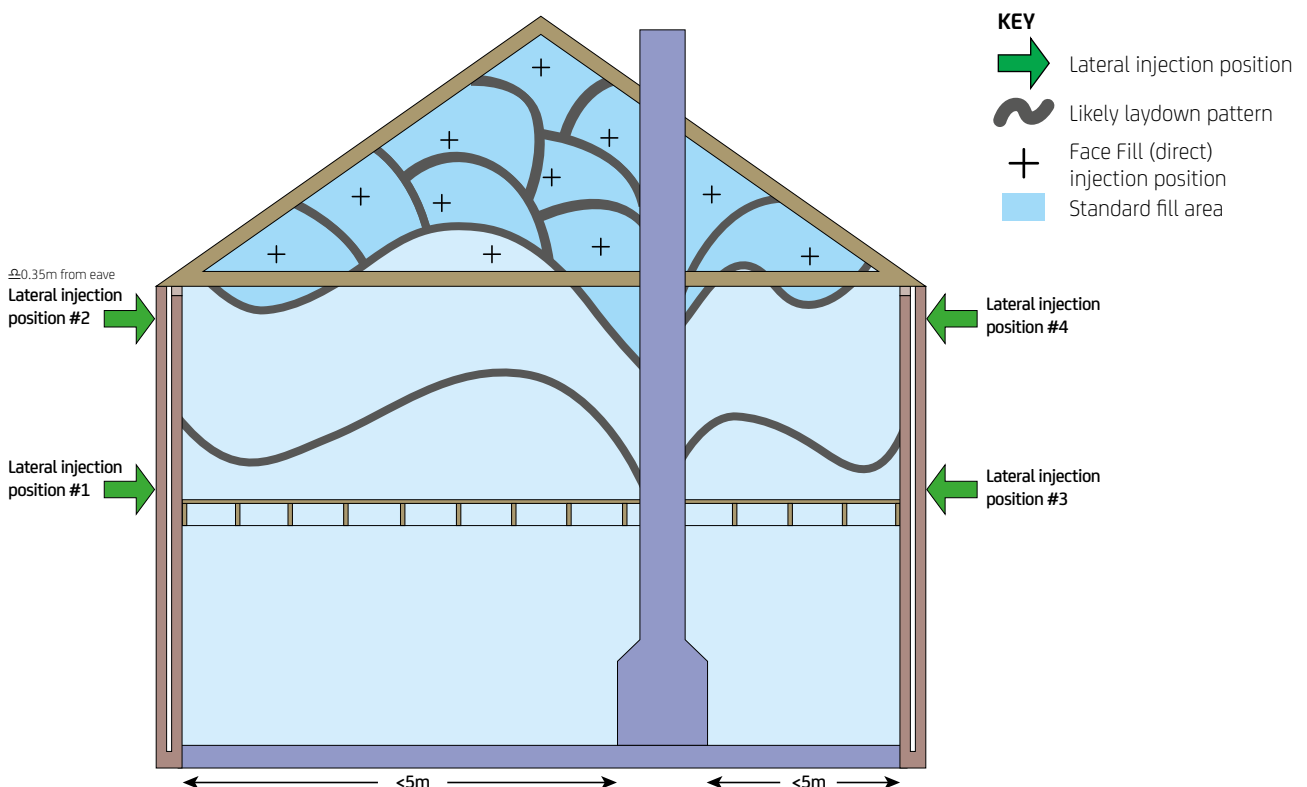 KEY
Lateral injection position
Likely laydown pattern
Face Fill (direct)
injection position
Standard fill area
≏0.35m from eave
Lateral injection
position #2
Lateral injection
position #4
Lateral injection
position #1
Lateral injection
position #3
<5m
<5m